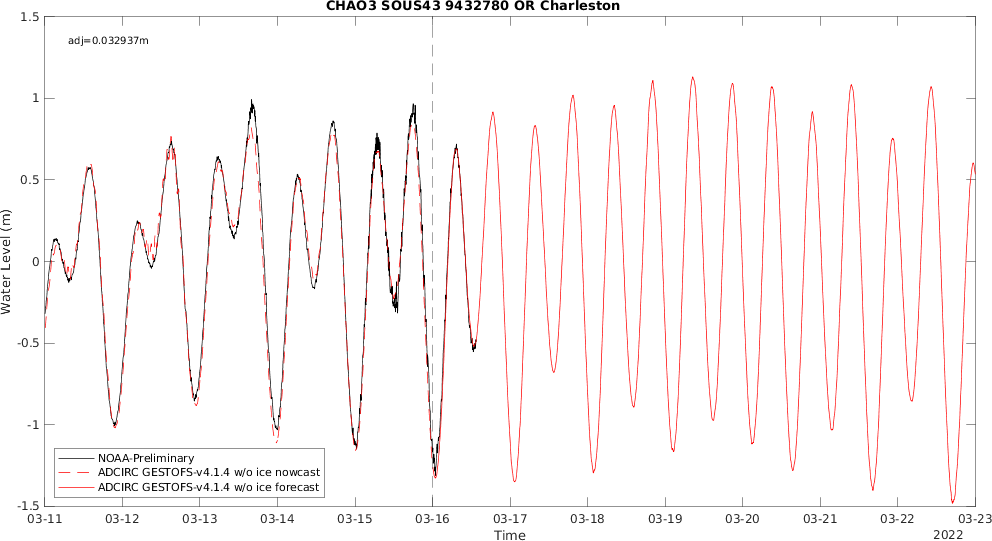 CHAO3 SOUS43 9432780 OR Charleston
adj=0.032937m
1.5
1
0.5
0
-0.5
-1
-1.5
Water Level (m)
NOAA-Preliminary
ADCIRC GESTOFS-v4.1.4 w/o ice nowcast
ADCIRC GESTOFS-v4.1.4 w/o ice forecast
03-11 03-12 03-13 03-14 03-15 03-16 03-17 03-18 03-19 03-20 03-21 03-22 03-23
Time
2022